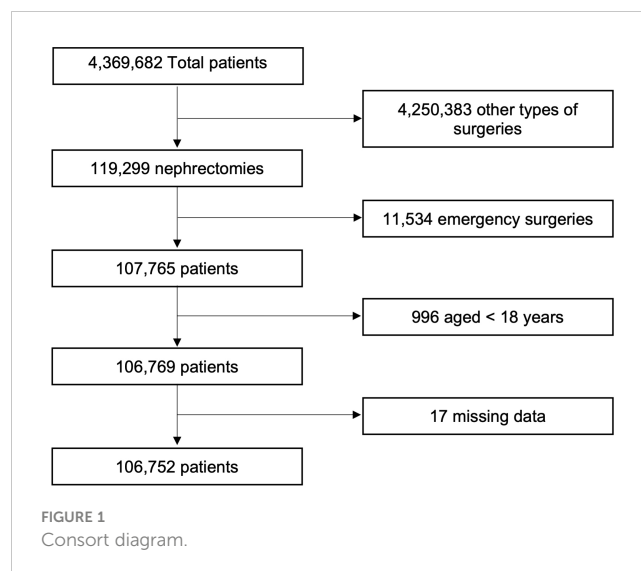 4,369,682 Total patients
4,250,383 other types of
surgeries
119,299 nephrectomies
11,534 emergency surgeries
107,765 patients
996 aged < 18 years
106,769 patients
17 missing data
106,752 patients
FIGURE 1
Consort diagram.